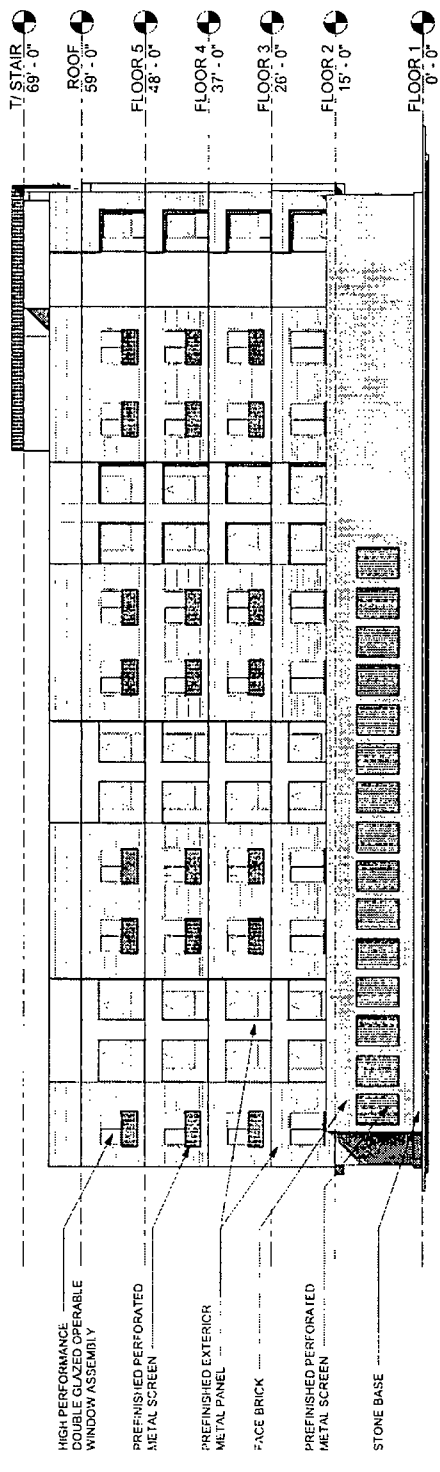 T/ STAIR
69' - 0"
ROOF
59' - 0"
FLOOR 5
48' - 0"
FLOOR 4
37' - 0"
FLOOR 3
26' - 0"
FLOOR 2
15' - 0"
FLOOR 1
0' - 0"
HIGH PERFORMANCE
DOUBLE GLAZED OPERABLE
WINDOW ASSEMBLY
PREFINISHED PERFORATED
METAL SCREEN
PREFINISHED EXTERIOR
METAL PANEL
FACE BRICK
PREFINISHED PERFORATED
METAL SCREEN
STONE BASE